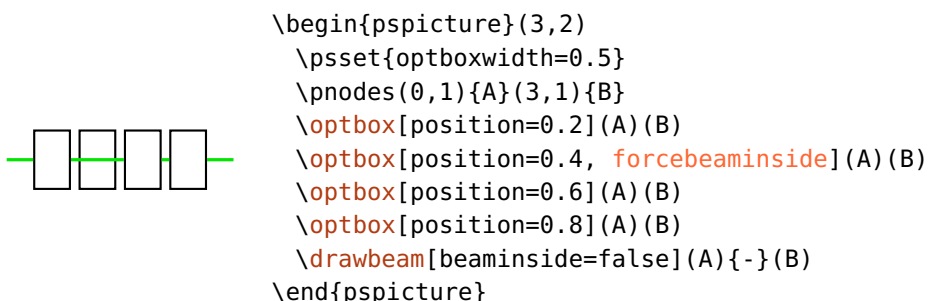 \begin{pspicture}(3,2)
\psset{optboxwidth=0.5}
\pnodes(0,1){A}(3,1){B}
\optbox[position=0.2](A)(B)
\optbox[position=0.4, forcebeaminside](A)(B)
\optbox[position=0.6](A)(B)
\optbox[position=0.8](A)(B)
\drawbeam[beaminside=false](A){-}(B)
\end{pspicture}